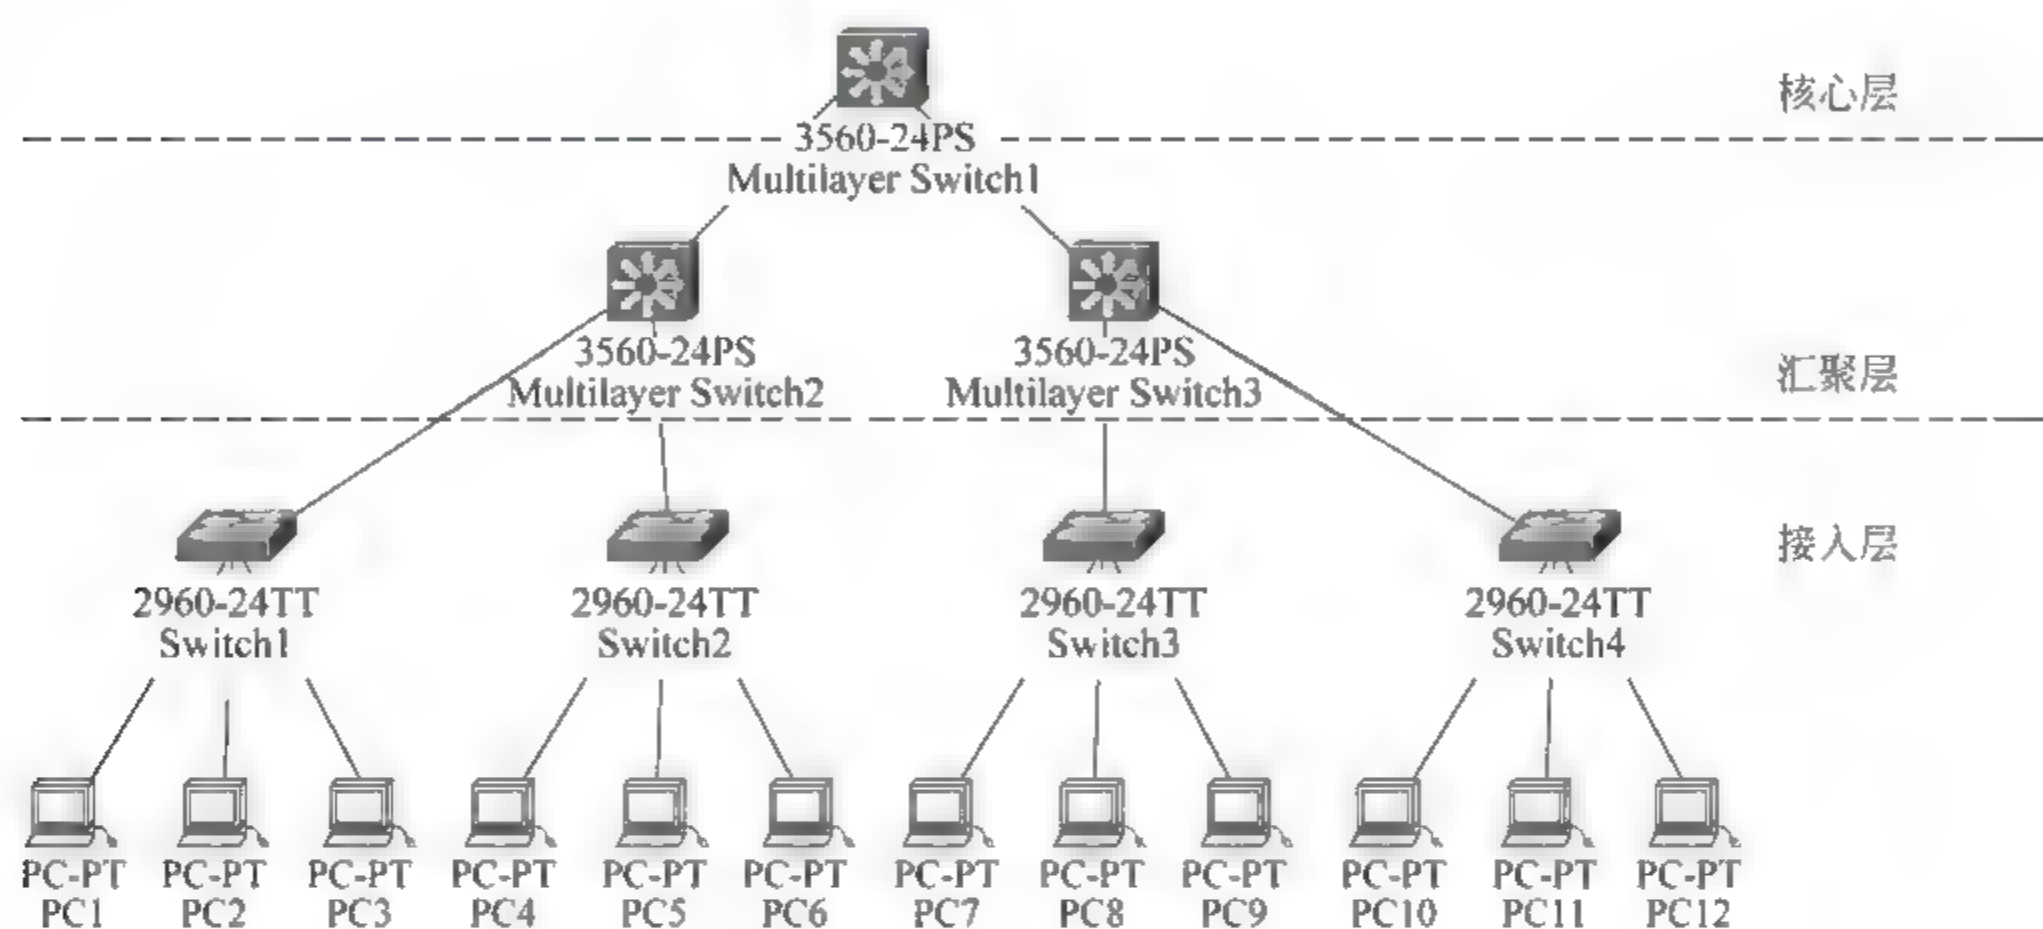 核心层
3560-24PS
Multilayer Switch1
3560-24PS
Multilayer Switch2
3560-24PS
Multilayer Switch3
汇聚层
接入层
2960-24TT
Switch1
2960-24TT
Switch2
2960-24TT
Switch3
2960-24TT
Switch4
PC-PT
PC1
PC-PT
PC2
PC-PT
PC3
PC-PT
PC4
PC-PT
PC5
PC-PT
PC6
PC-PT
PC7
PC-PT
PC8
PC-PT
PC9
PC-PT
PC10
PC-PT
PC11
PC-PT
PC12